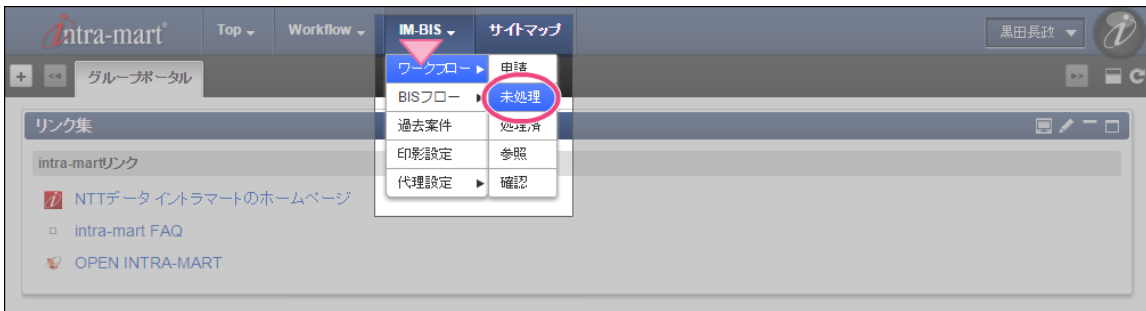 intra-mart® Top Workflow IM-BIS サイトマップ 黒田長政
グループポータル
ワークフロー 申請
BISフロー 未処理
過去案件 処理済
印影設定 参照
代理設定 確認
リンク集
intra-martリンク
NTTデータ イントラマートのホームページ
intra-mart FAQ
OPEN INTRA-MART